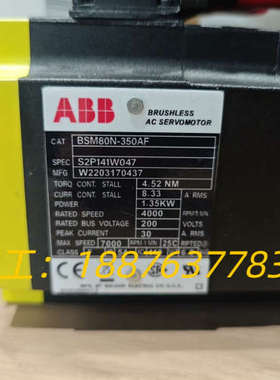 ABB
BRUSHLESS
AC SERVOMOTOR
CAT BSM80N-350AF
SPEC S2P141W047
MFG W2203170437
TORQ CONT. STALL 4.52 NM
CURR CONT. STALL 8.33 A RMS
POWER 1.35KW
RATED SPEED 4000
RATED BUS VOLTAGE 200 VOLTS
PEAK CURRENT 30 A RMS
MAX SPEED 7000 25C
CLASS
工: 18876377783
CE